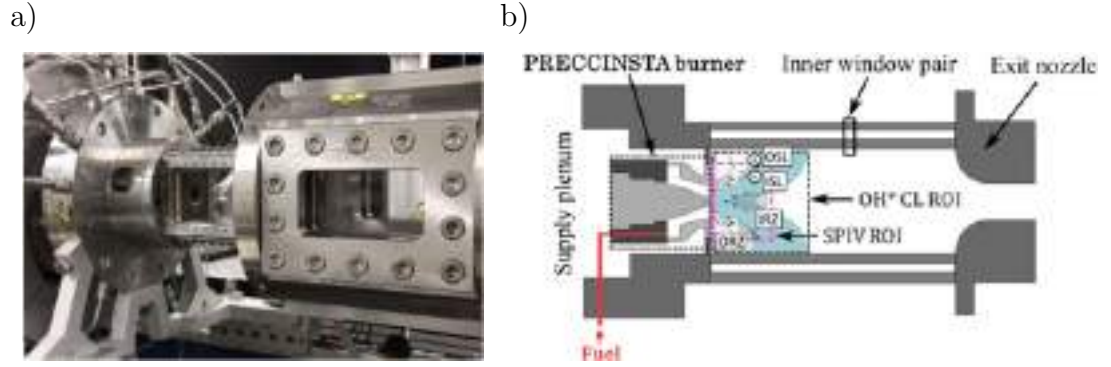 a)
b)
PRECCINSTA burner
Inner window pair
Exit nozzle
Supply plenum
OSL
ISL
IRZ
ORZ
OH* CL ROI
SPIV ROI
Fuel